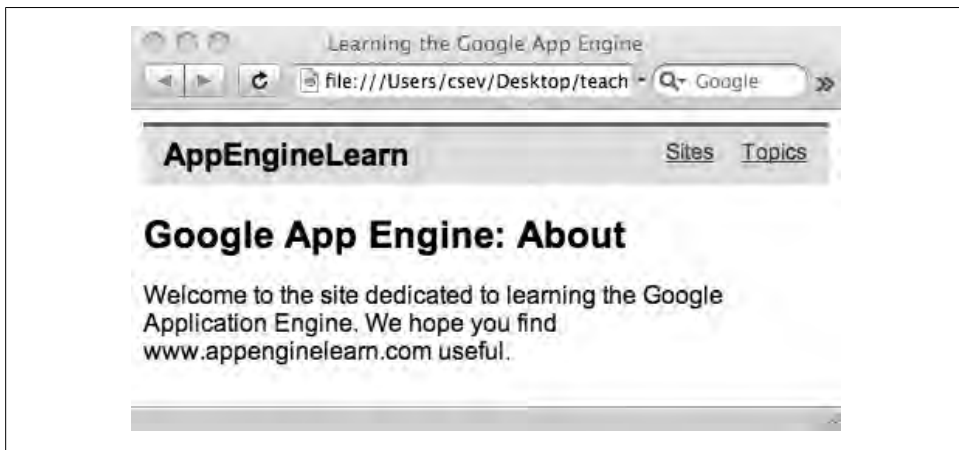 Learning the Google App Engine
file:///Users/csev/Desktop/teach Google
AppEngineLearn Sites Topics
Google App Engine: About
Welcome to the site dedicated to learning the Google
Application Engine. We hope you find
www.appenginelearn.com useful.